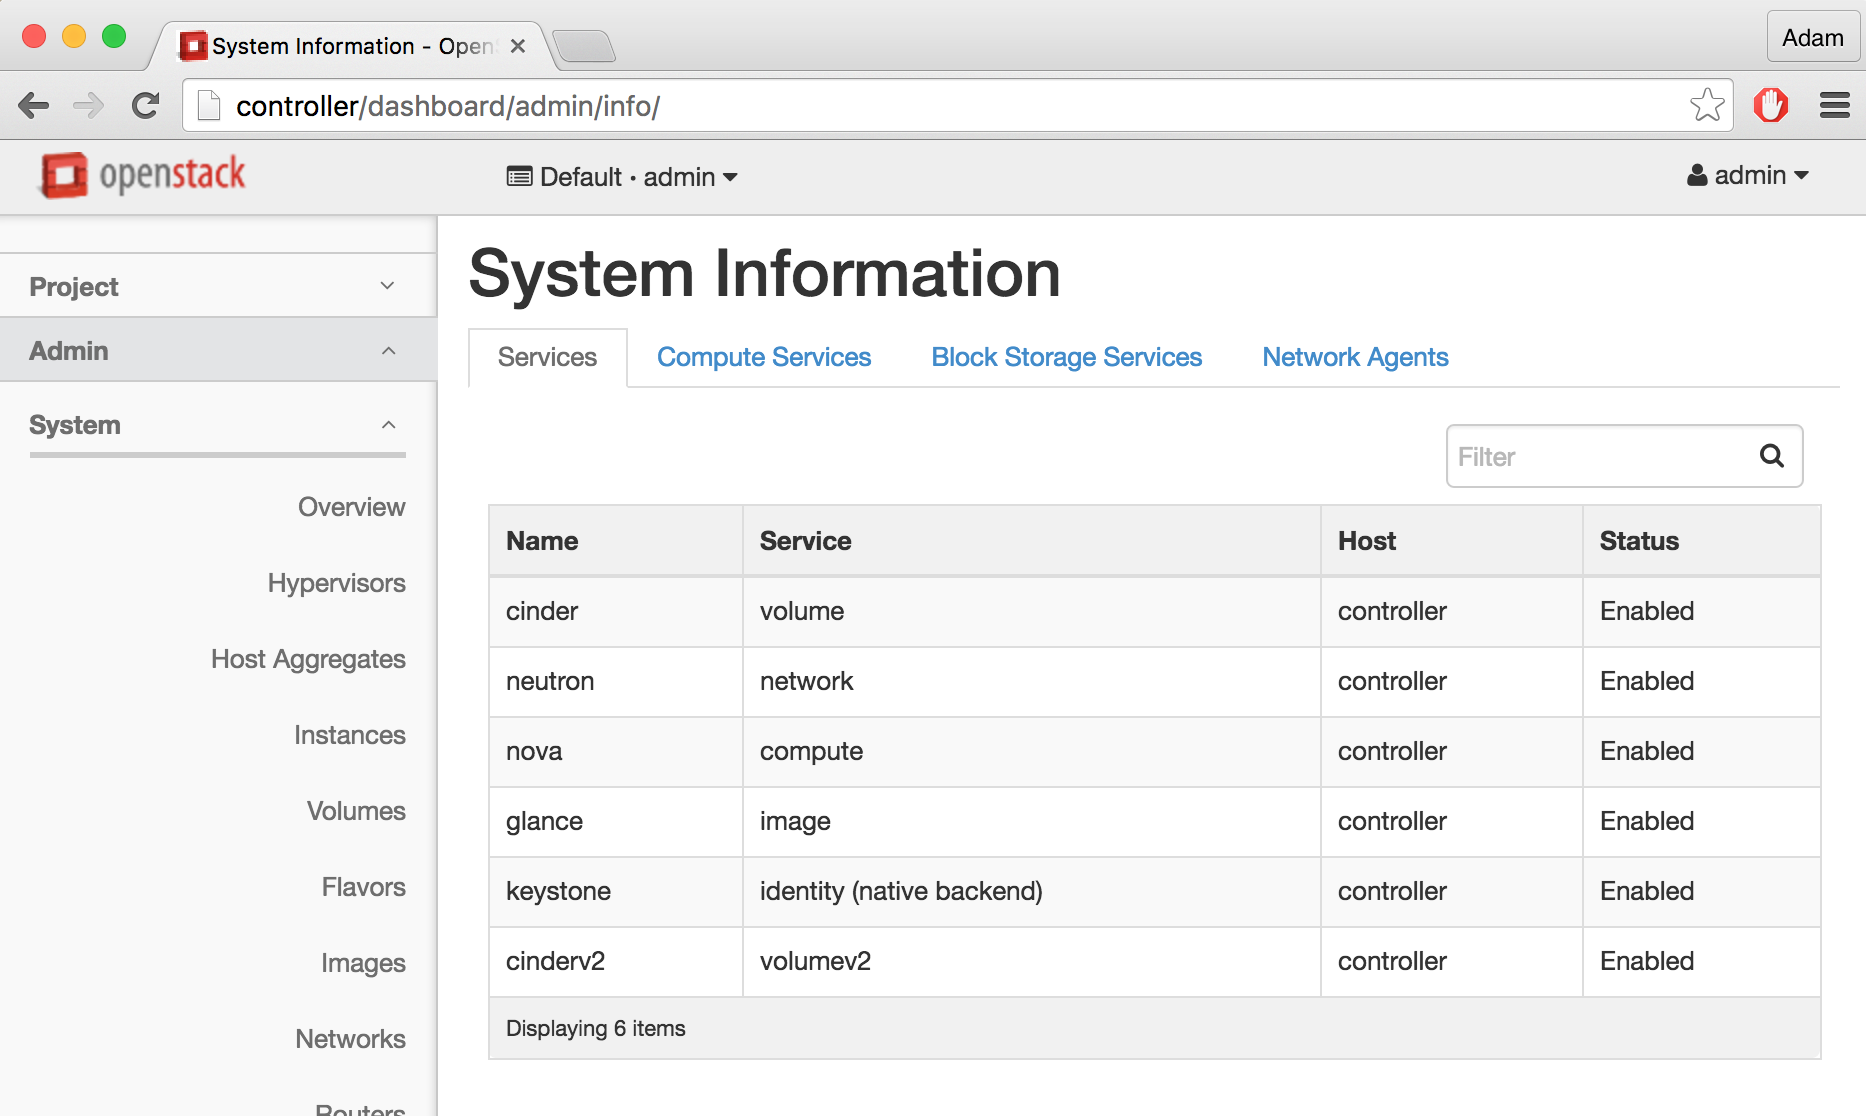 System Information - Open
Adam
controller/dashboard/admin/info/
openstack
Default • admin
admin
Project
Admin
System
Overview
Hypervisors
Host Aggregates
Instances
Volumes
Flavors
Images
Networks
Routers
System Information
Services Compute Services Block Storage Services Network Agents
Filter
Name Service Host Status
cinder volume controller Enabled
neutron network controller Enabled
nova compute controller Enabled
glance image controller Enabled
keystone identity (native backend) controller Enabled
cinderv2 volumev2 controller Enabled
Displaying 6 items